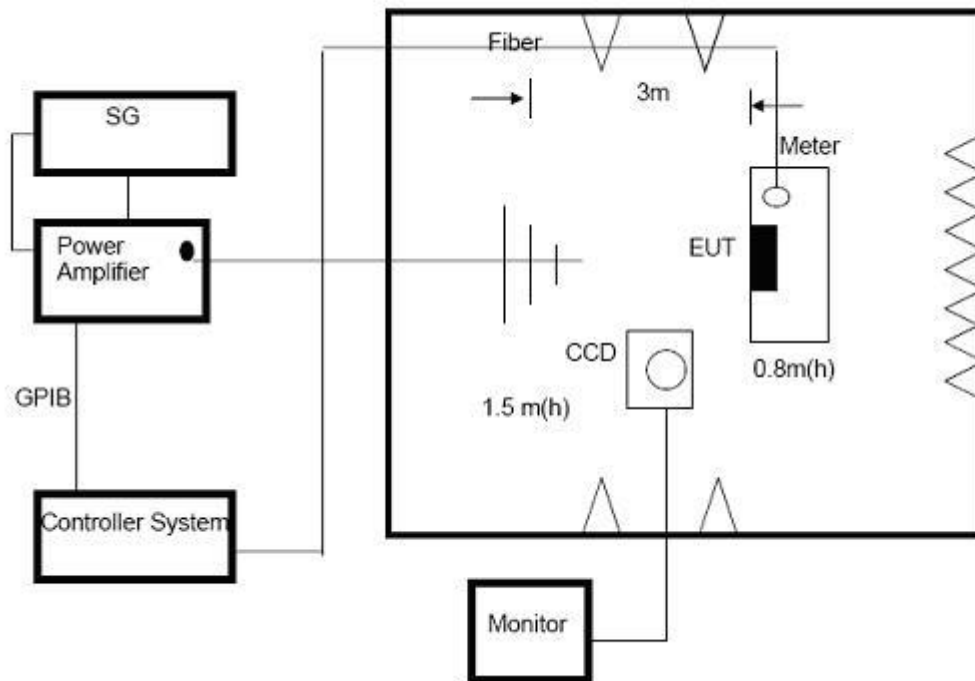 Fiber
3m
SG
Meter
Power
Amplifier
EUT
CCD
0.8m(h)
GPIB
1.5 m(h)
Controller System
Monitor